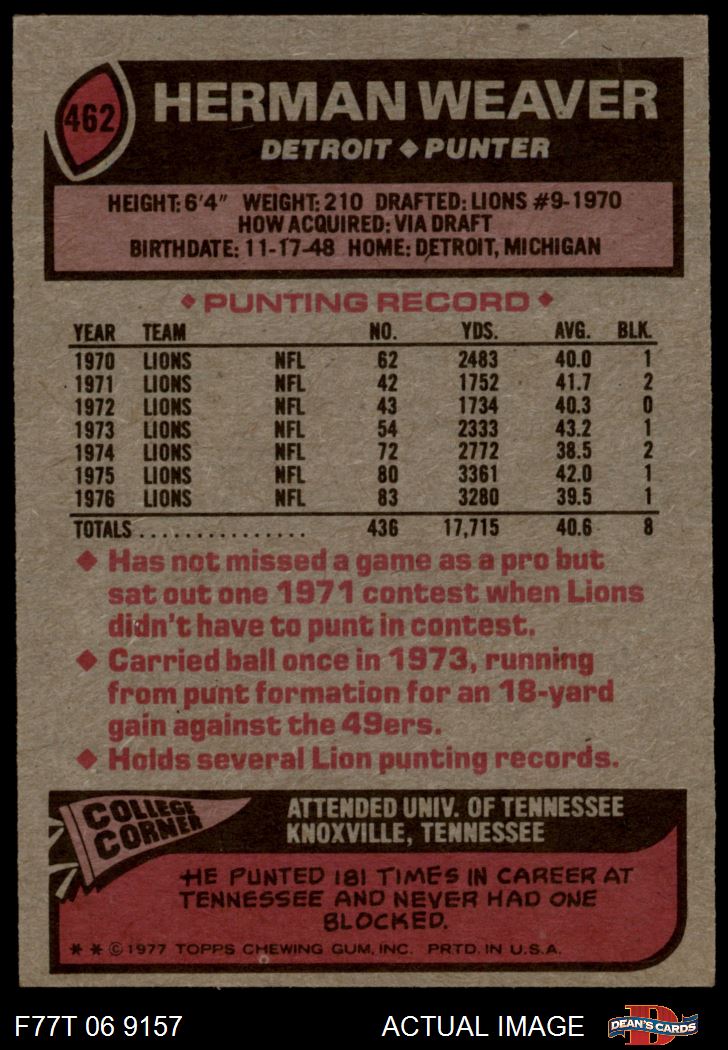 462
HERMAN WEAVER
DETROIT ◆ PUNTER
HEIGHT: 6'4" WEIGHT: 210 DRAFTED: LIONS #9-1970
HOW ACQUIRED: VIA DRAFT
BIRTHDATE: 11-17-48 HOME: DETROIT, MICHIGAN
◆ PUNTING RECORD ◆
YEAR TEAM NO. YDS. AVG. BLK.
1970 LIONS NFL 62 2483 40.0 1
1971 LIONS NFL 42 1752 41.7 2
1972 LIONS NFL 43 1734 40.3 0
1973 LIONS NFL 54 2333 43.2 1
1974 LIONS NFL 72 2772 38.5 2
1975 LIONS NFL 80 3361 42.0 1
1976 LIONS NFL 83 3280 39.5 1
TOTALS . . . . . . . . . . . . . . . 436 17,715 40.6 8
◆ Has not missed a game as a pro but
sat out one 1971 contest when Lions
didn't have to punt in contest.
◆ Carried ball once in 1973, running
from punt formation for an 18-yard
gain against the 49ers.
◆ Holds several Lion punting records.
COLLEGE
CORNER
ATTENDED UNIV. OF TENNESSEE
KNOXVILLE, TENNESSEE
HE PUNTED 181 TIMES IN CAREER AT
TENNESSEE AND NEVER HAD ONE
BLOCKED.
* * © 1977 TOPPS CHEWING GUM, INC. PRTD. IN U.S.A.
F77T 06 9157 ACTUAL IMAGE
D
DEAN'S CARDS